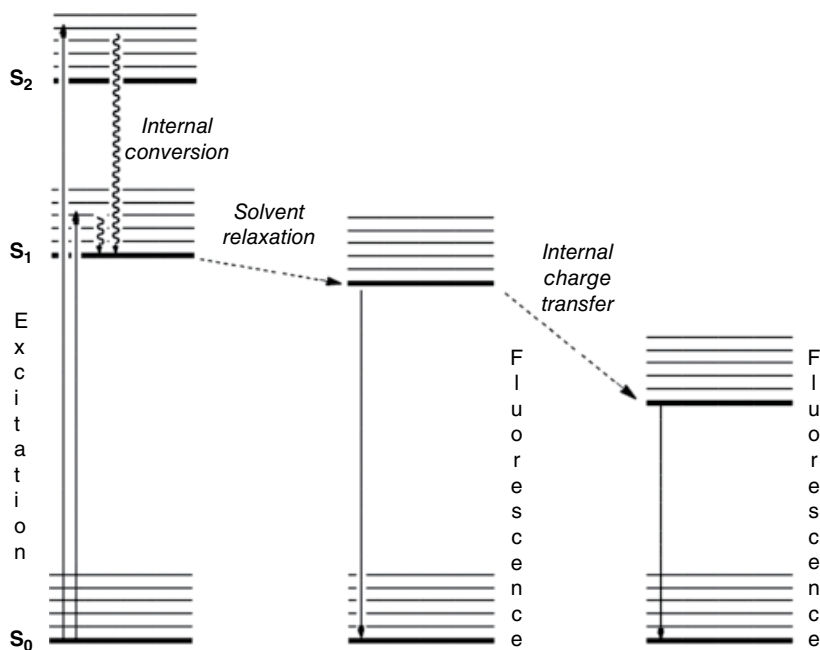 S2
Internal
conversion
S1
Solvent
relaxation
Internal
charge
transfer
Excitation
Fluorescence
Fluorescence
S0